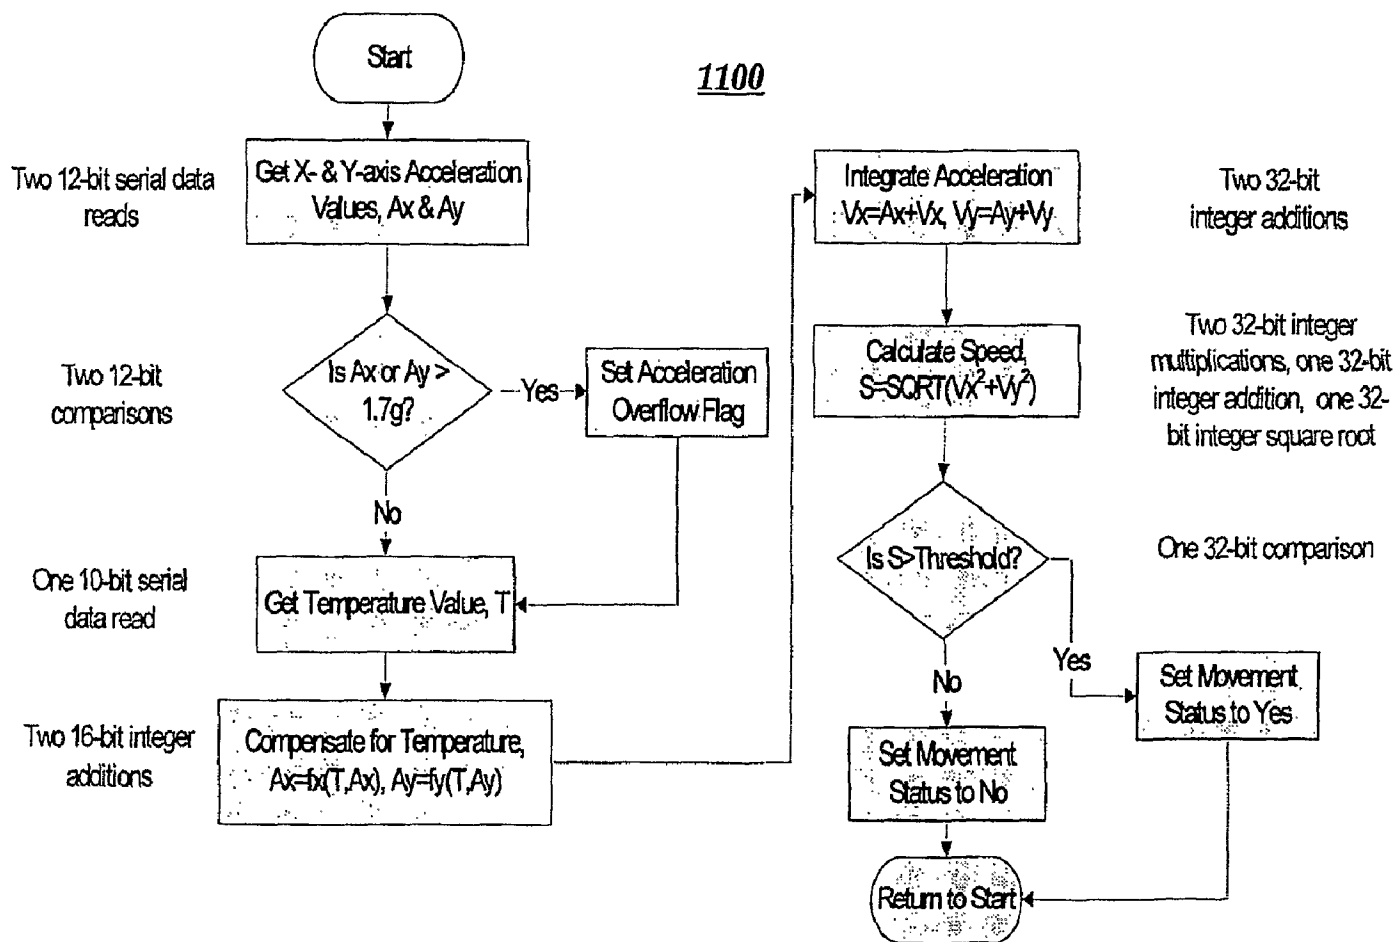 Start
1100
Two 12-bit serial data
reads
Get X- & Y-axis Acceleration
Values, Ax & Ay
Two 12-bit
comparisons
Is Ax or Ay >
1.7g?
Yes
Set Acceleration
Overflow Flag
No
One 10-bit serial
data read
Get Temperature Value, T
Two 16-bit integer
additions
Compensate for Temperature,
Ax=fx(T,Ax), Ay=fy(T,Ay)
Integrate Acceleration
Vx=Ax+Vx, Vy=Ay+Vy
Two 32-bit
integer additions
Calculate Speed,
S=SQRT(Vx²+Vy²)
Two 32-bit integer
multiplications, one 32-bit
integer addition, one 32-
bit integer square root
Is S>Threshold?
One 32-bit comparison
Yes
No
Set Movement
Status to Yes
Set Movement
Status to No
Return to Start